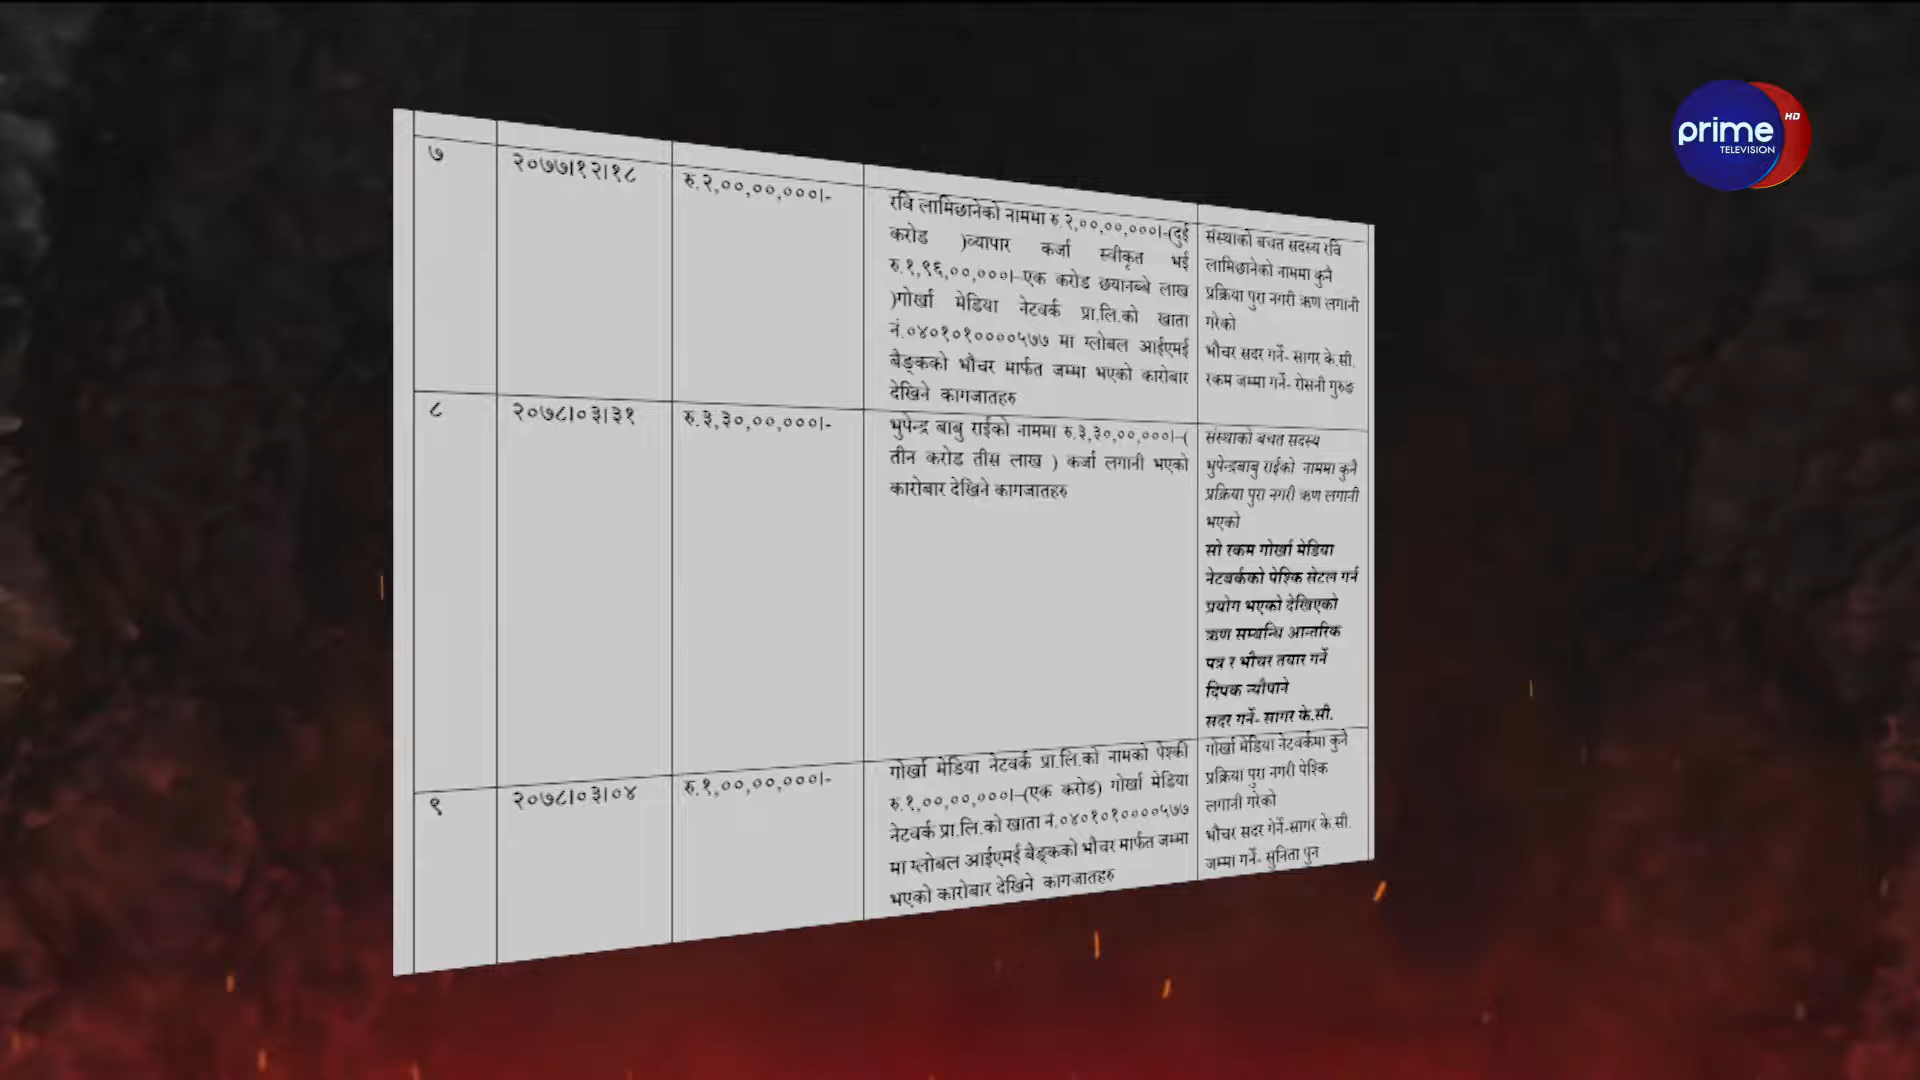 prime HD
TELEVISION
७
२०७७।१२।१८
रु.२,००,००,०००।-
रवि लामिछानेको नाममा रु.२,००,००,०००।-(दुई
करोड )व्यापार कर्जा स्वीकृत भई
रु.१,९६,००,०००।-एक करोड छयानब्बे लाख
)गोर्खा मेडिया नेटवर्क प्रा.लि.को खाता
नं.०४०१०१००००५७७ मा ग्लोबल आईएमई
बैङ्कको भौचर मार्फत जम्मा भएको कारोबार
देखिने कागजातहरु
संस्थाको बचत सदस्य रवि
लामिछानेको नाममा कुनै
प्रक्रिया पुरा नगरी ऋण लगानी
गरेको
भौचर सदर गर्ने- सागर के.सी.
रकम जम्मा गर्ने- रोसनी गुरुङ
८
२०७८।०३।३१
रु.३,३०,००,०००।-
भुपेन्द्र बाबु राईको नाममा रु.३,३०,००,०००।-(
तीन करोड तीस लाख ) कर्जा लगानी भएको
कारोबार देखिने कागजातहरु
संस्थाको बचत सदस्य
भुपेन्द्रबाबु राईको नाममा कुनै
प्रक्रिया पुरा नगरी ऋण लगानी
भएको
सो रकम गोर्खा मेडिया
नेटवर्कको पेश्कि सेटल गर्न
प्रयोग भएको देखिएको
ऋण सम्बन्धि आन्तरिक
पत्र र भौचर तयार गर्ने
दिपक न्यौपाने
सदर गर्ने- सागर के.सी.
९
२०७८।०३।०४
रु.१,००,००,०००।-
गोर्खा मेडिया नेटवर्क प्रा.लि.को नामको पेश्की
रु.१,००,००,०००।-(एक करोड) गोर्खा मेडिया
नेटवर्क प्रा.लि.को खाता नं.०४०१०१००००५७७
मा ग्लोबल आईएमई बैङ्कको भौचर मार्फत जम्मा
भएको कारोबार देखिने कागजातहरु
गोर्खा मेडिया नेटवर्कमा कुनै
प्रक्रिया पुरा नगरी पेश्कि
लगानी गरेको
भौचर सदर गेर्ने-सागर के.सी.
जम्मा गर्ने- सुनिता पुन